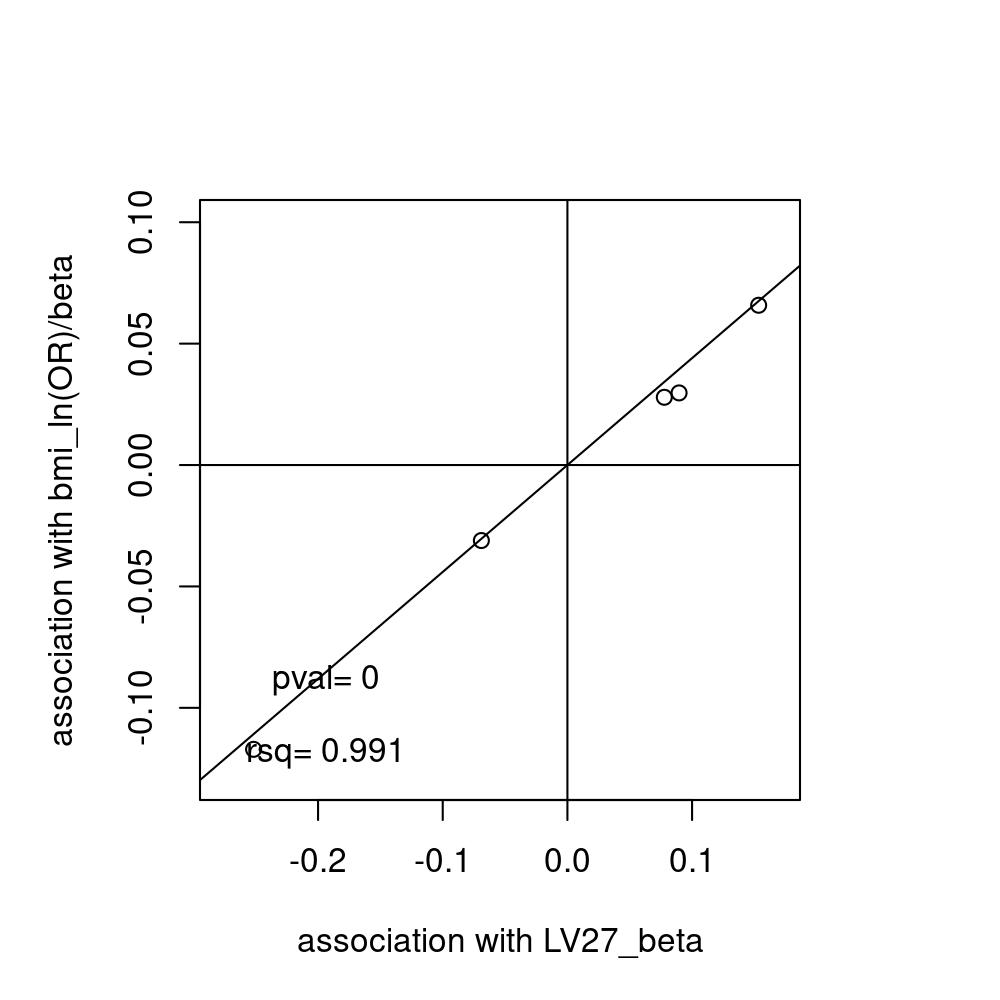 association with bmi_ln(OR)/beta
0.10
0.05
0.00
-0.05
-0.10
pval= 0
rsq= 0.991
-0.2
-0.1
0.0
0.1
association with LV27_beta